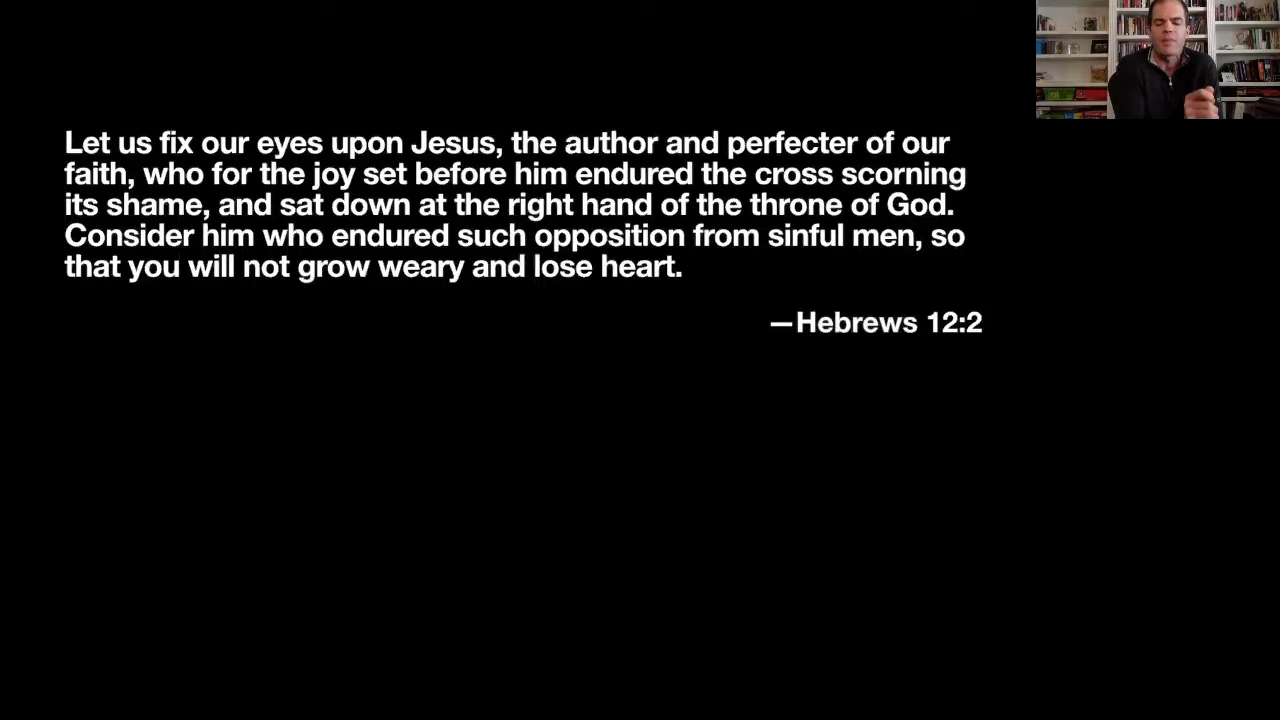 Let us fix our eyes upon Jesus, the author and perfecter of our
faith, who for the joy set before him endured the cross scorning
its shame, and sat down at the right hand of the throne of God.
Consider him who endured such opposition from sinful men, so
that you will not grow weary and lose heart.
—Hebrews 12:2